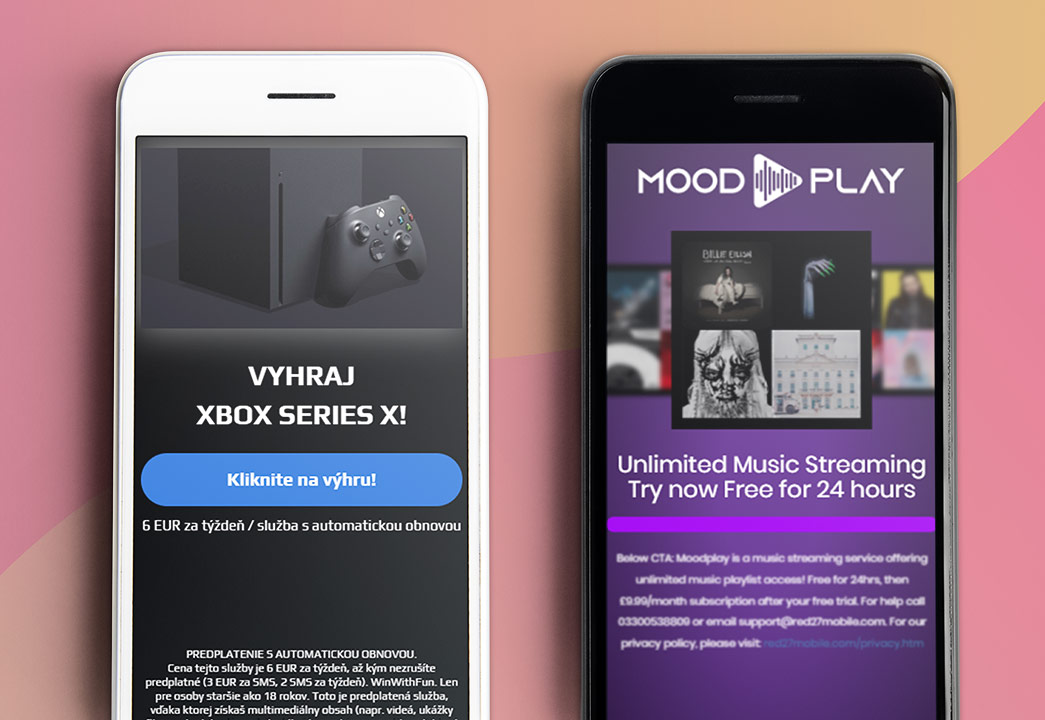 VYHRAJ
XBOX SERIES X!
Kliknite na výhru!
6 EUR za týždeň / služba s automatickou obnovou
PREDPLATENIE S AUTOMATICKOU OBNOVOU.
Cena tejto služby je 6 EUR za týždeň, až kým nezrušíte
predplatné (3 EUR za SMS, 2 SMS za týždeň). WinWithFun. Len
pre osoby staršie ako 18 rokov. Toto je predplatená služba,
vďaka ktorej získaš multimediálny obsah (napr. videá, ukážky
MOOD PLAY
BILLIE EILISH
Unlimited Music Streaming
Try now Free for 24 hours
Below CTA: Moodplay is a music streaming service offering
unlimited music playlist access! Free for 24hrs, then
£9.99/month subscription after your free trial. For help call
03300538809 or email support@red27mobile.com. For our
privacy policy, please visit: red27mobile.com/privacy.htm